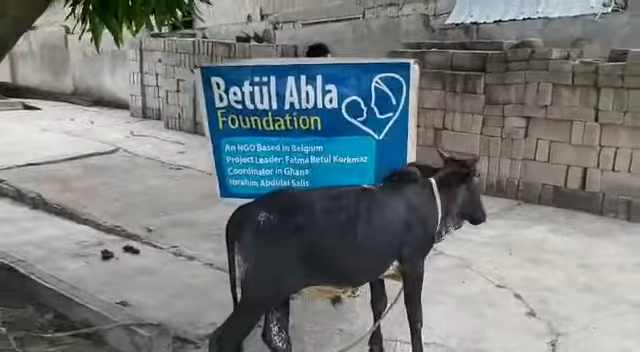 Betül Abla
Foundation
An NGO Based in Belgium
Project Leader: Fatma Betul Korkmaz
Coordinator in Ghana:
Ibrahim Abdulai Salis